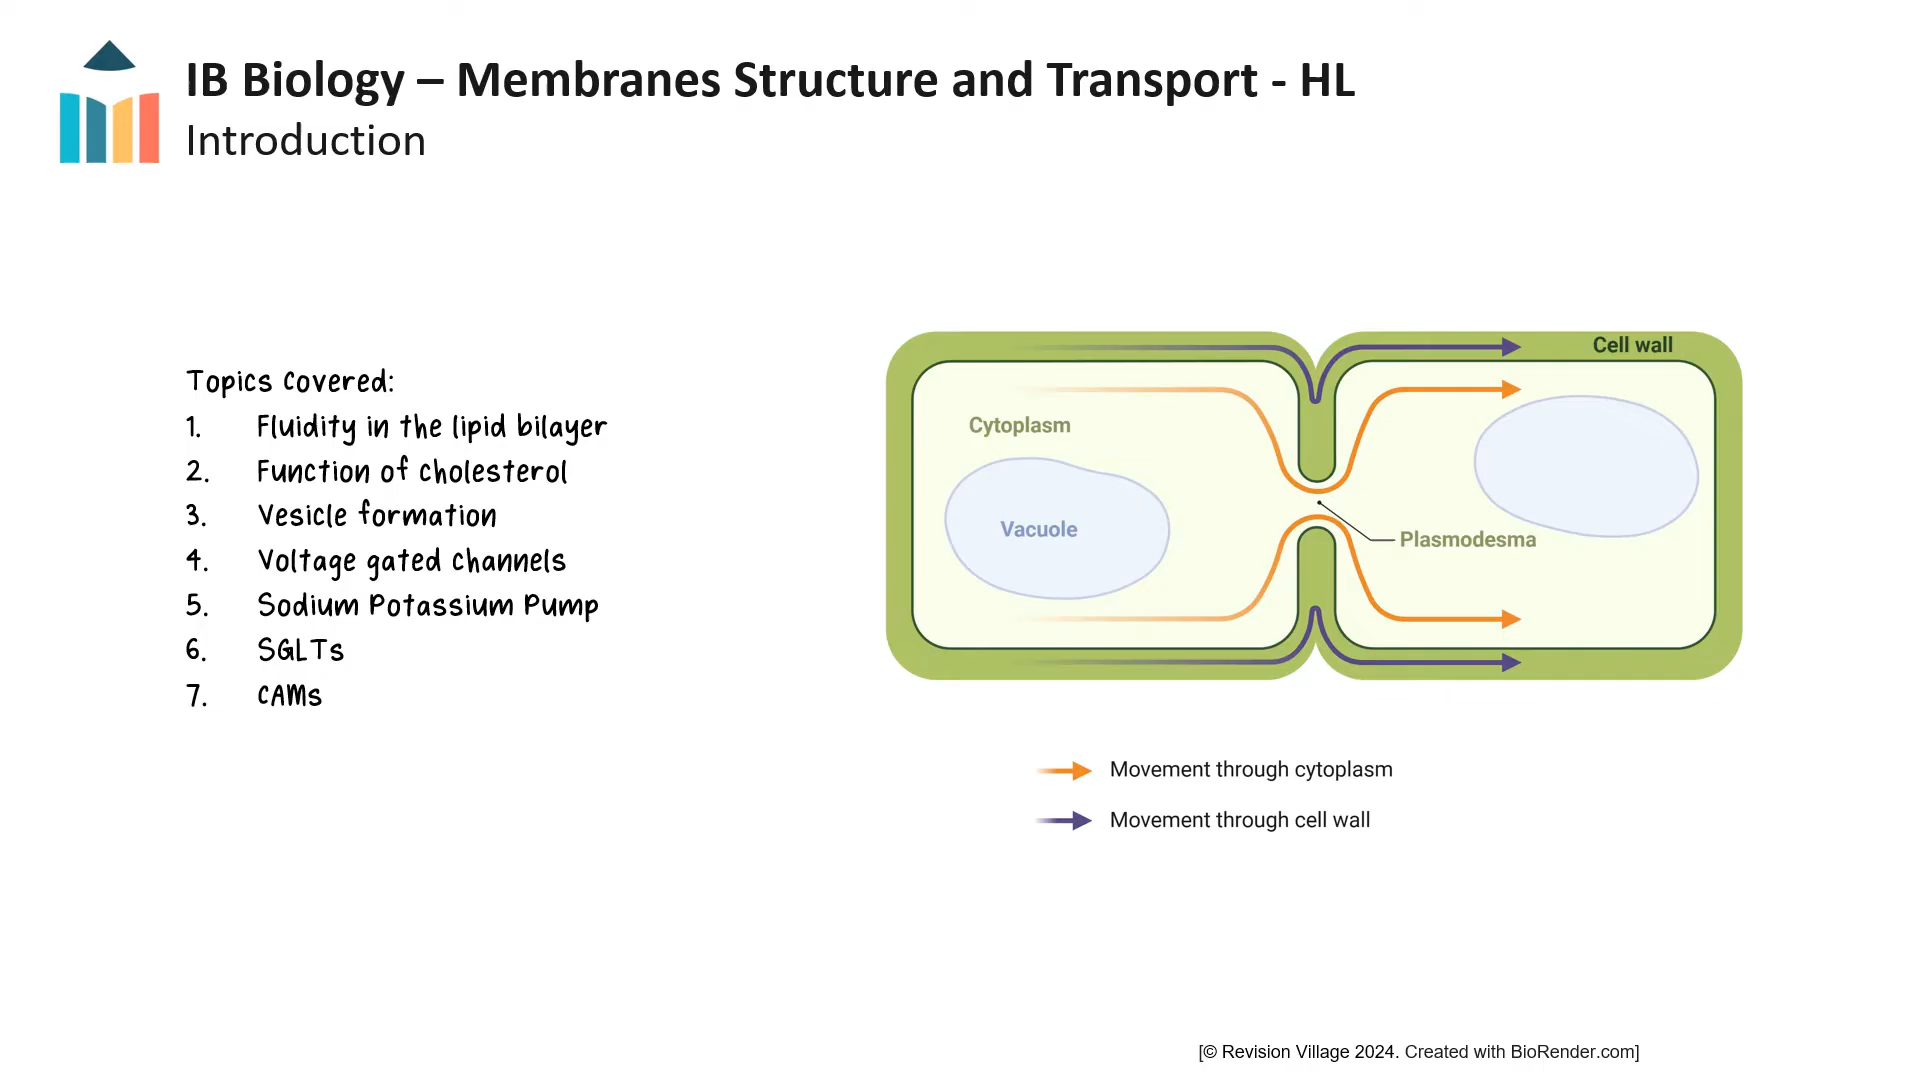 IB Biology – Membranes Structure and Transport - HL
Introduction
Topics covered:
1. Fluidity in the lipid bilayer
2. Function of cholesterol
3. Vesicle formation
4. Voltage gated channels
5. Sodium Potassium Pump
6. SGLTs
7. CAMs
Cell wall
Cytoplasm
Vacuole
Plasmodesma
Movement through cytoplasm
Movement through cell wall
[© Revision Village 2024. Created with BioRender.com]